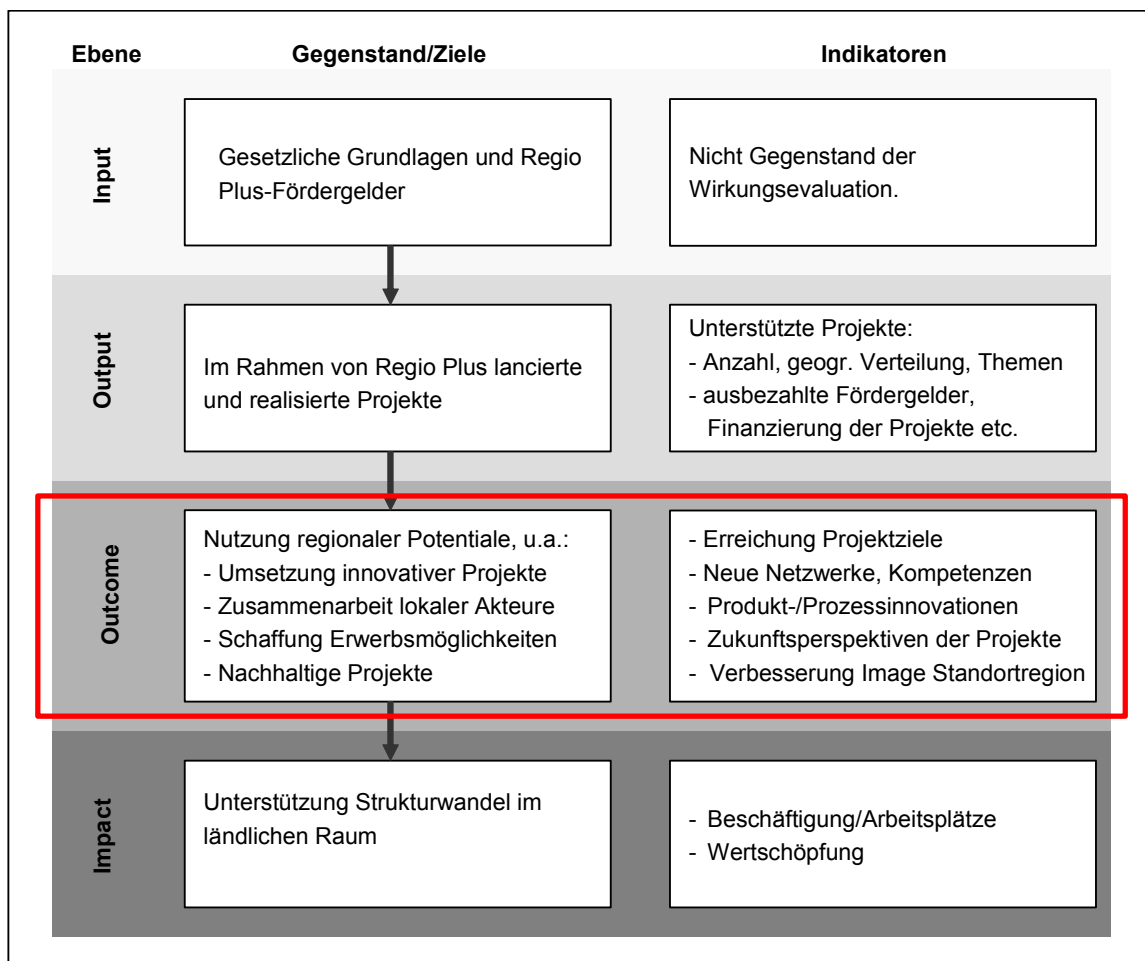 Ebene Gegenstand/Ziele Indikatoren
Input
Gesetzliche Grundlagen und Regio
Plus-Fördergelder
Nicht Gegenstand der
Wirkungsevaluation.
Output
Im Rahmen von Regio Plus lancierte
und realisierte Projekte
Unterstützte Projekte:
- Anzahl, geogr. Verteilung, Themen
- ausbezahlte Fördergelder,
Finanzierung der Projekte etc.
Outcome
Nutzung regionaler Potentiale, u.a.:
- Umsetzung innovativer Projekte
- Zusammenarbeit lokaler Akteure
- Schaffung Erwerbsmöglichkeiten
- Nachhaltige Projekte
- Erreichung Projektziele
- Neue Netzwerke, Kompetenzen
- Produkt-/Prozessinnovationen
- Zukunftsperspektiven der Projekte
- Verbesserung Image Standortregion
Impact
Unterstützung Strukturwandel im
ländlichen Raum
- Beschäftigung/Arbeitsplätze
- Wertschöpfung